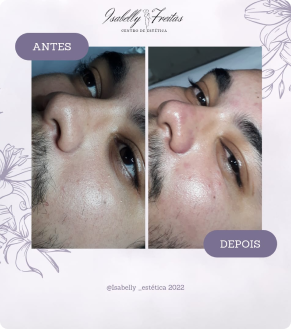 Isabelly Freitas
CENTRO DE ESTÉTICA
ANTES
DEPOIS
@Isabelly _estética 2022